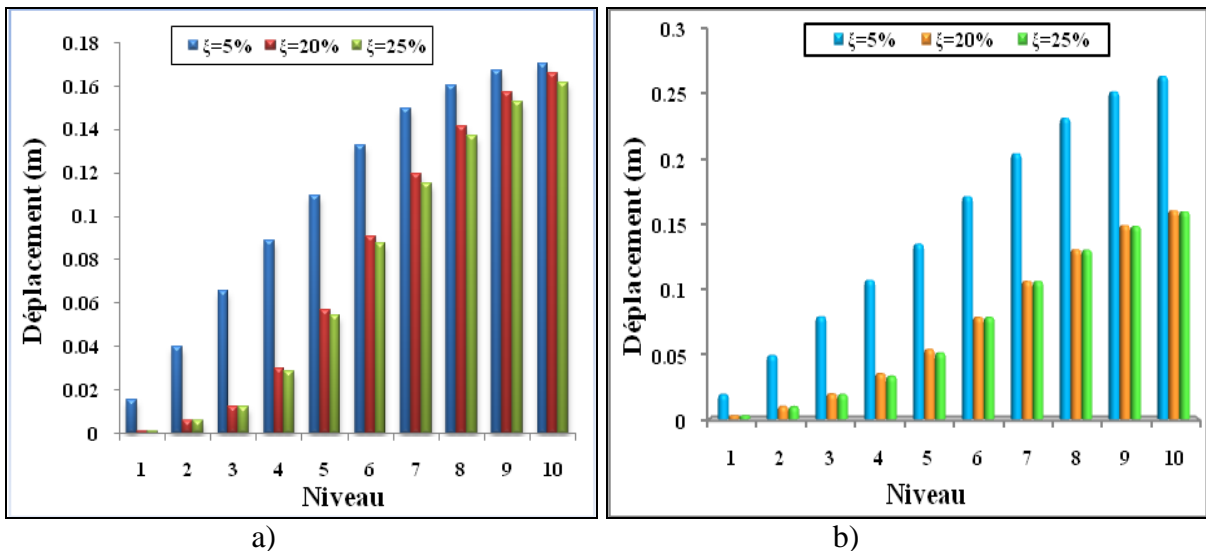 0.18
0.16
0.14
0.12
0.1
0.08
0.06
0.04
0.02
0
Déplacement (m)
ξ=5% ξ=20% ξ=25%
1 2 3 4 5 6 7 8 9 10
Niveau
a)
0.3
0.25
0.2
0.15
0.1
0.05
0
Déplacement (m)
ξ=5% ξ=20% ξ=25%
1 2 3 4 5 6 7 8 9 10
Niveau
b)